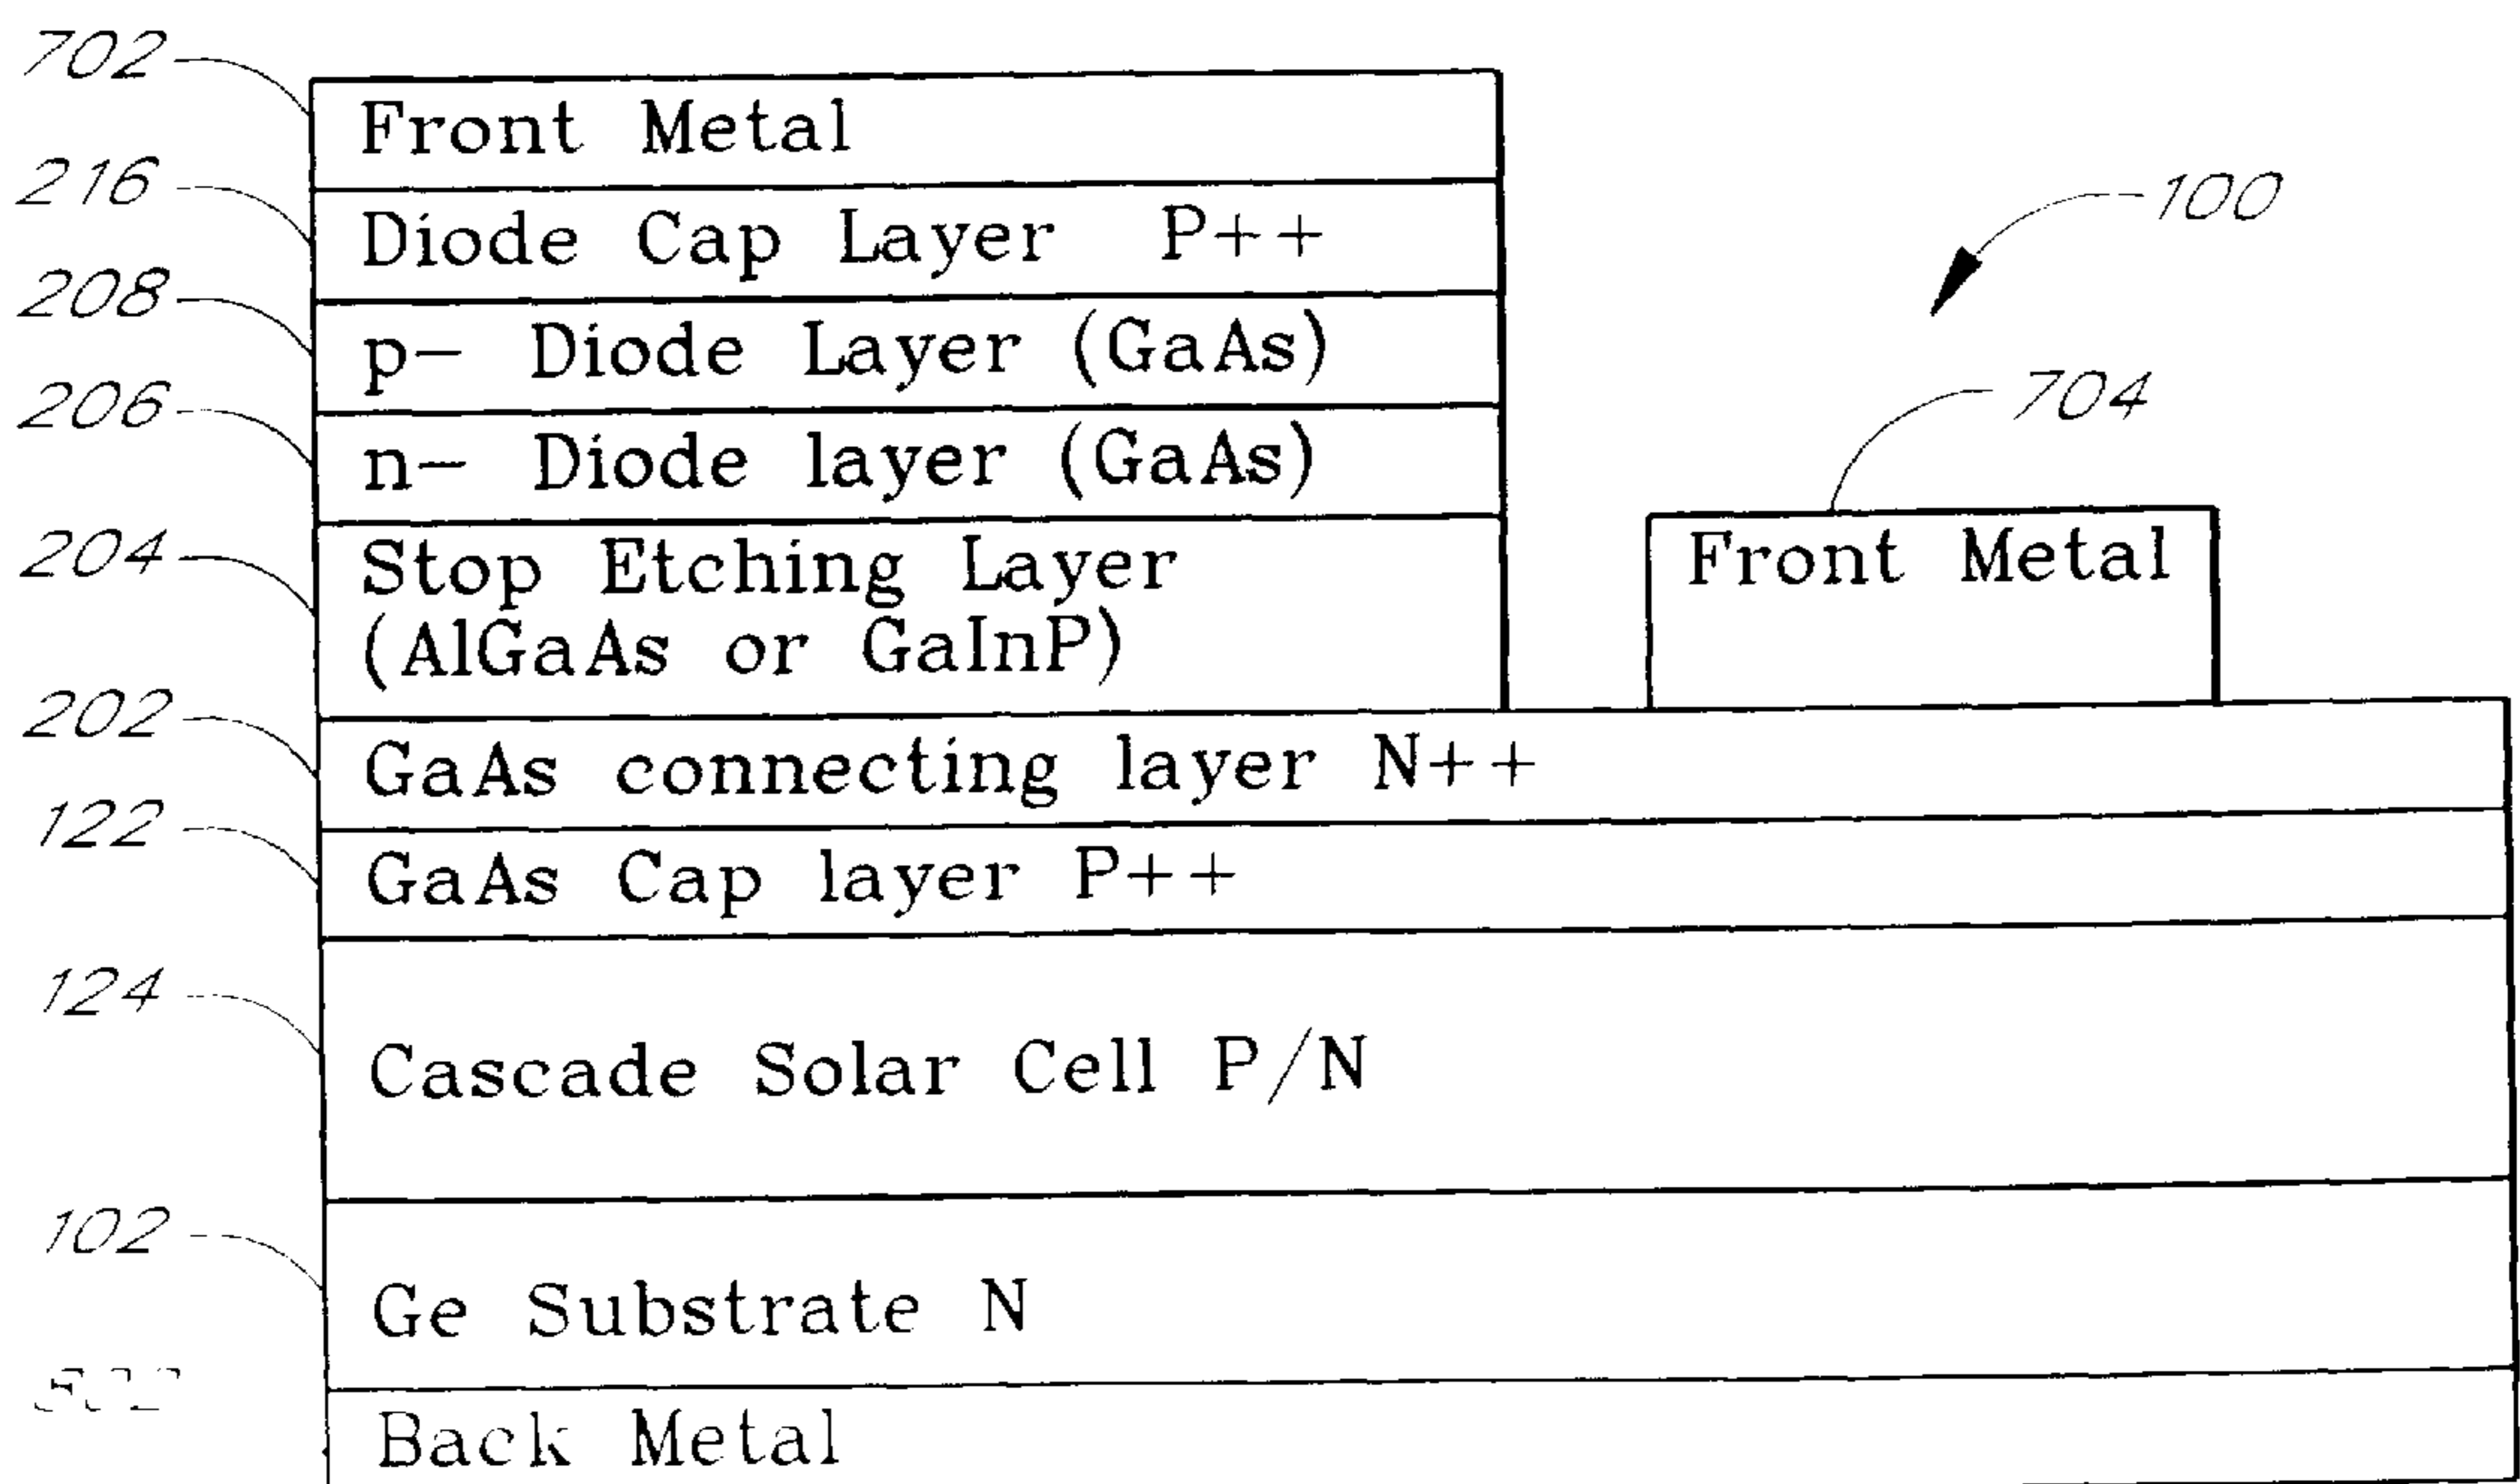 702
Front Metal
216
Diode Cap Layer P++
100
208
p- Diode Layer (GaAs)
206
n- Diode layer (GaAs)
704
204
Stop Etching Layer
(AlGaAs or GaInP)
Front Metal
202
GaAs connecting layer N++
122
GaAs Cap layer P++
124
Cascade Solar Cell P/N
102
Ge Substrate N
Back Metal